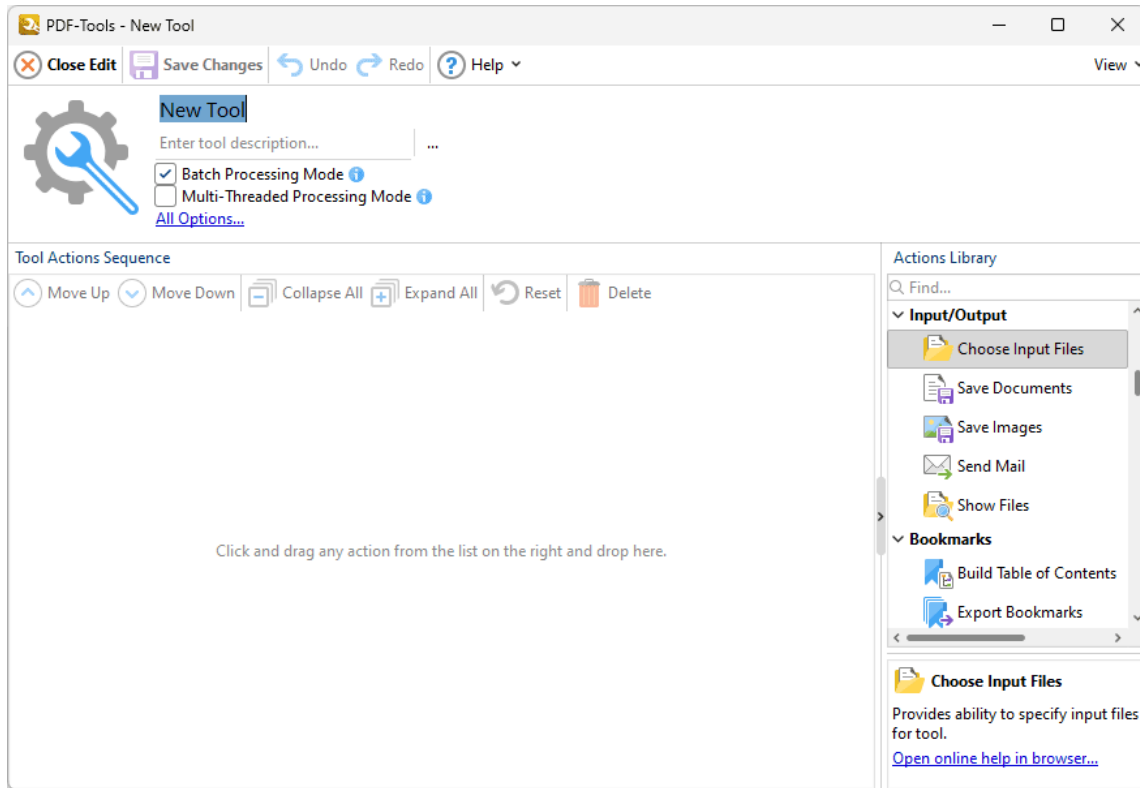 PDF-Tools - New Tool
Close Edit Save Changes Undo Redo Help View
New Tool
Enter tool description... ...
Batch Processing Mode
Multi-Threaded Processing Mode
All Options...
Tool Actions Sequence
Move Up Move Down Collapse All Expand All Reset Delete
Click and drag any action from the list on the right and drop here.
Actions Library
Find...
Input/Output
Choose Input Files
Save Documents
Save Images
Send Mail
Show Files
Bookmarks
Build Table of Contents
Export Bookmarks
Choose Input Files
Provides ability to specify input files
for tool.
Open online help in browser...